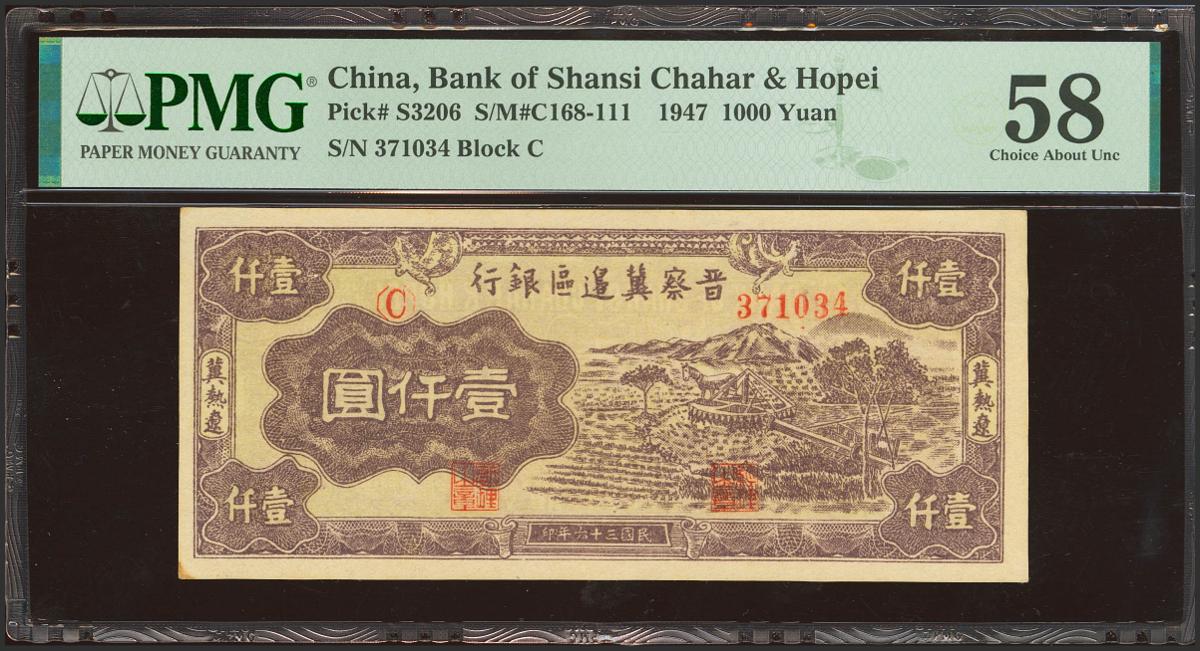 PMG®
PAPER MONEY GUARANTY
China, Bank of Shansi Chahar & Hopei
Pick# S3206 S/M#C168-111 1947 1000 Yuan
S/N 371034 Block C
58
Choice About Unc
仟壹
行銀區邉冀察晋
仟壹
(C)
371034
冀熱遼
圓仟壹
冀熱遼
仟壹
仟壹
印年六十三國民